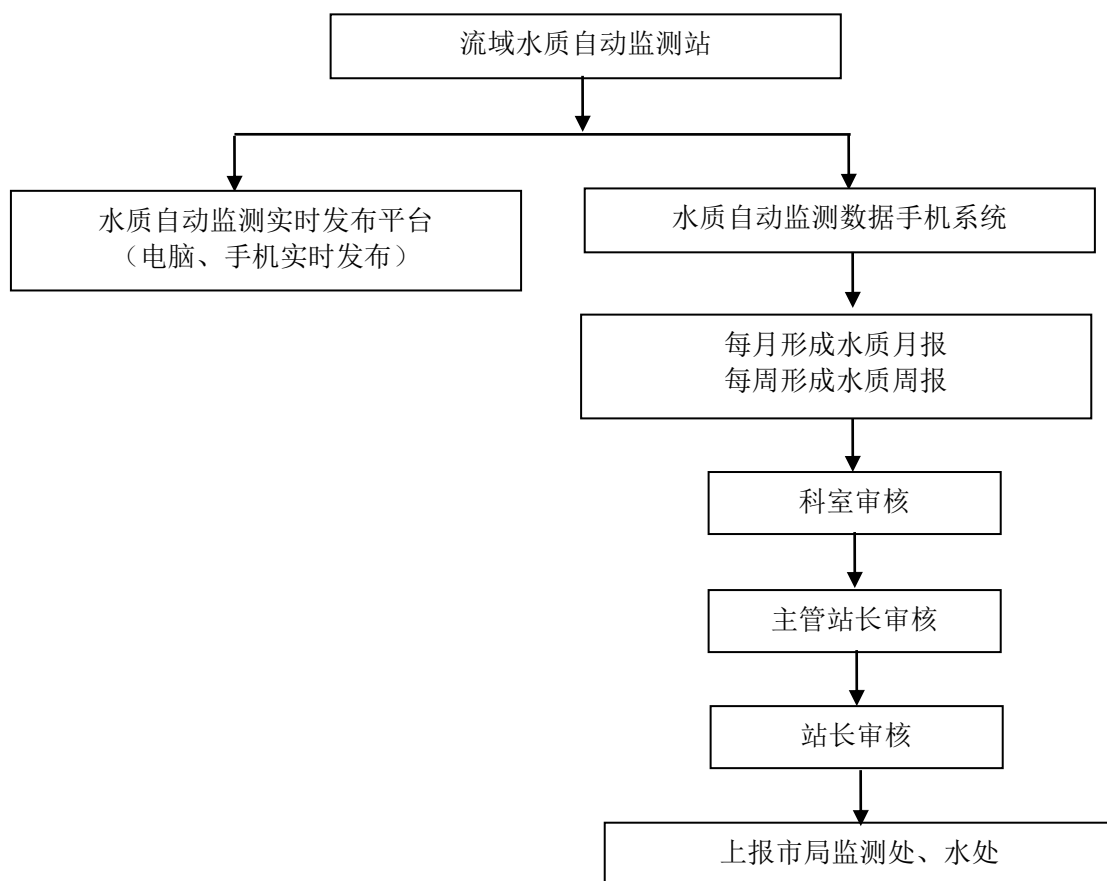 流域水质自动监测站
水质自动监测实时发布平台
（电脑、手机实时发布）
水质自动监测数据手机系统
每月形成水质月报
每周形成水质周报
科室审核
主管站长审核
站长审核
上报市局监测处、水处